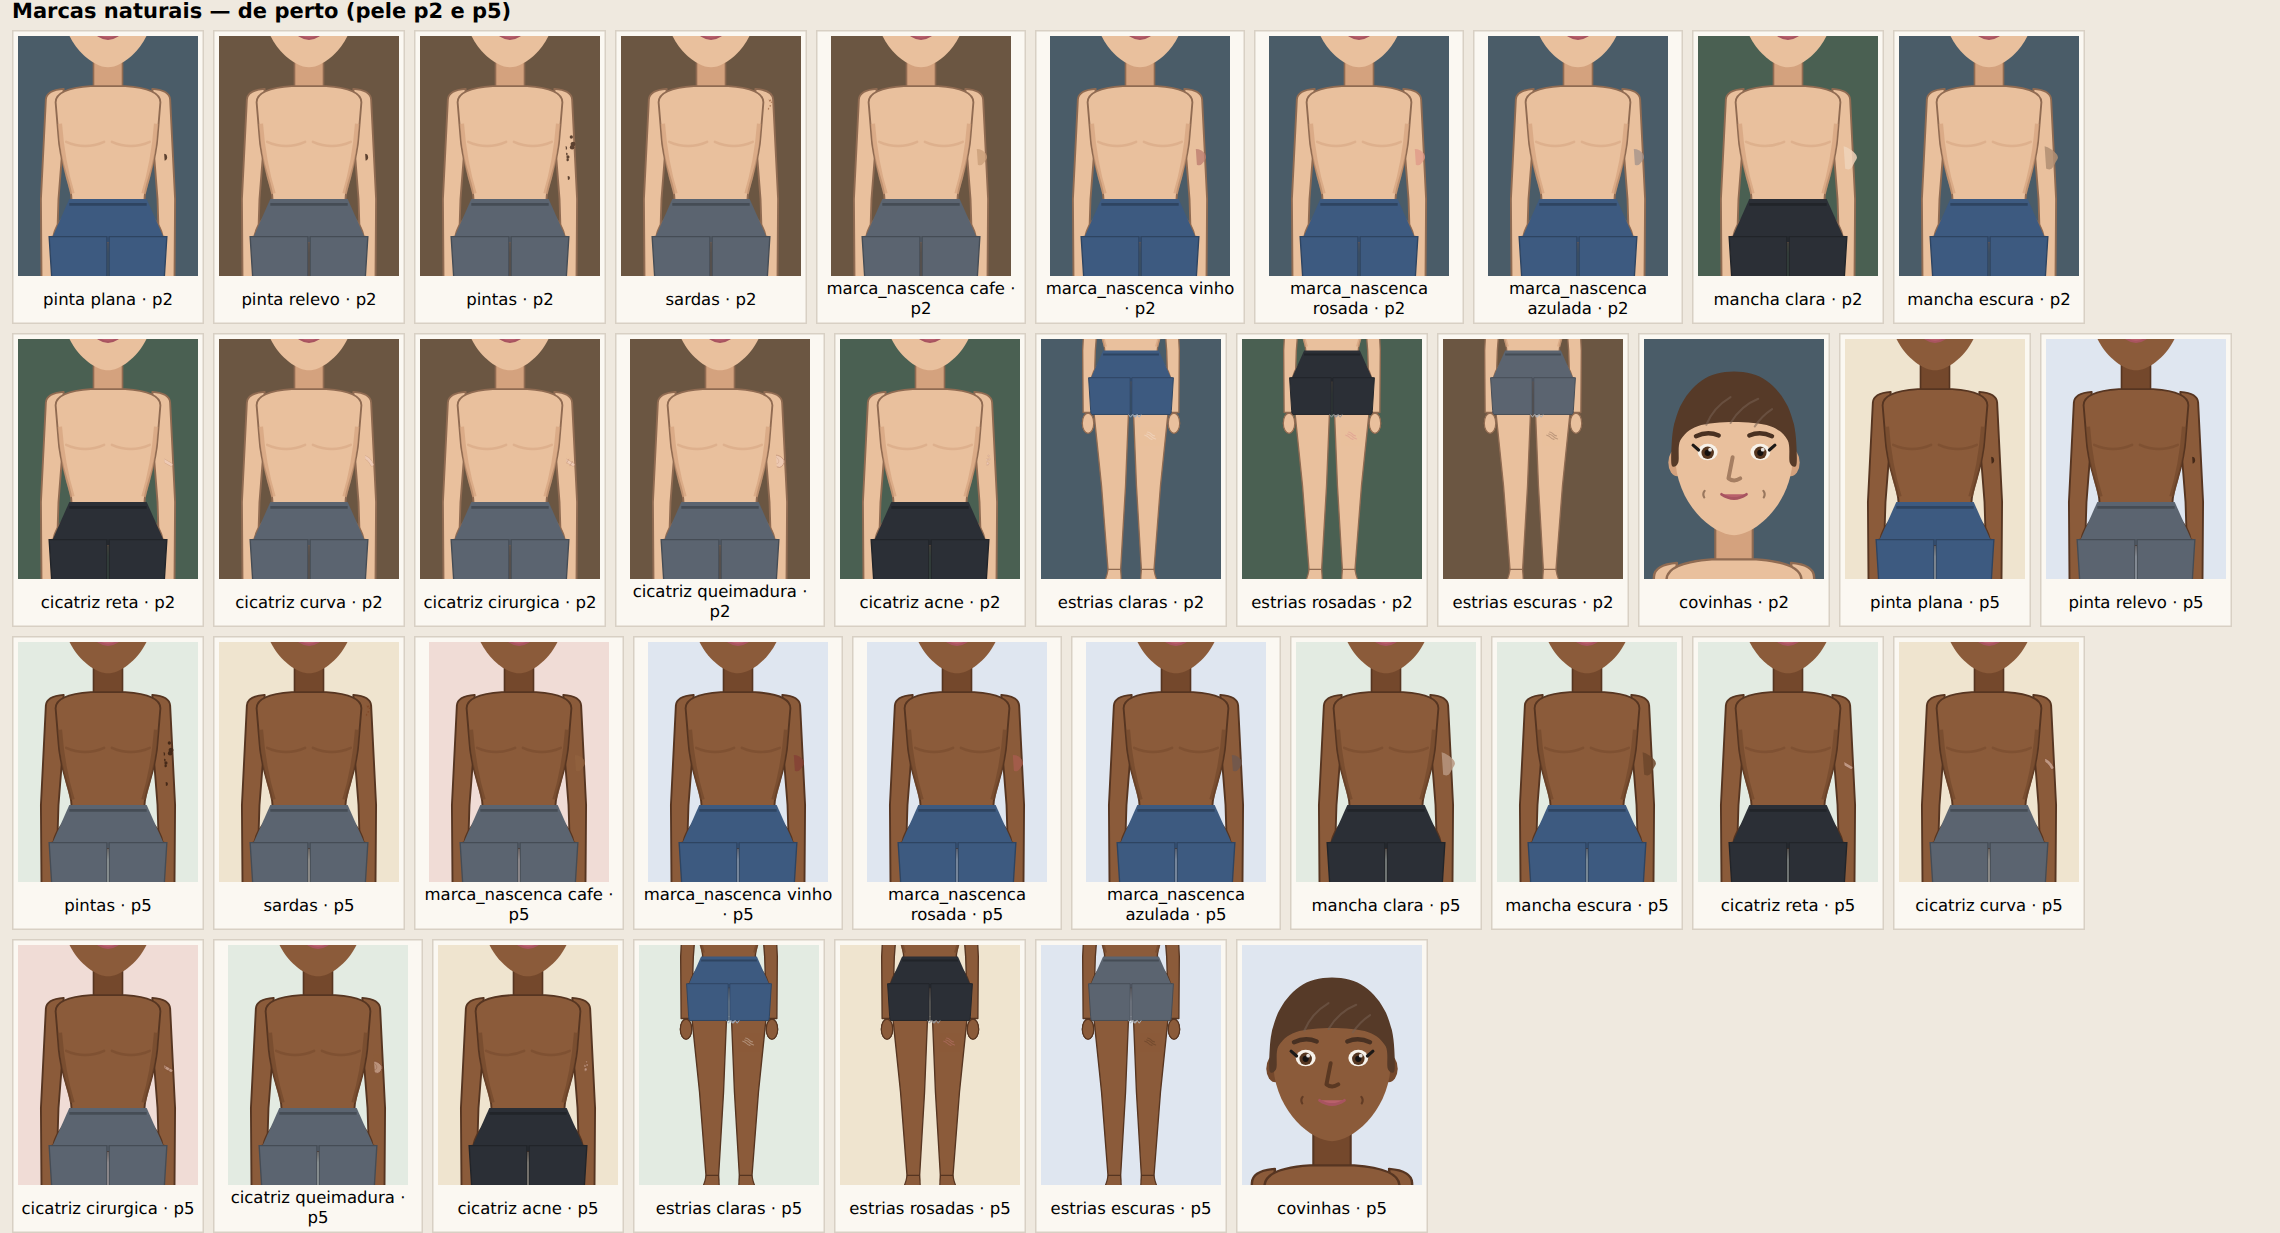 Marcas naturais — de perto (pele p2 e p5)
pinta plana · p2
pinta relevo · p2
pintas · p2
sardas · p2
marca_nascenca cafe ·
p2
marca_nascenca vinho
· p2
marca_nascenca
rosada · p2
marca_nascenca
azulada · p2
mancha clara · p2
mancha escura · p2
cicatriz reta · p2
cicatriz curva · p2
cicatriz cirurgica · p2
cicatriz queimadura ·
p2
cicatriz acne · p2
estrias claras · p2
estrias rosadas · p2
estrias escuras · p2
covinhas · p2
pinta plana · p5
pinta relevo · p5
pintas · p5
sardas · p5
marca_nascenca cafe ·
p5
marca_nascenca vinho
· p5
marca_nascenca
rosada · p5
marca_nascenca
azulada · p5
mancha clara · p5
mancha escura · p5
cicatriz reta · p5
cicatriz curva · p5
cicatriz cirurgica · p5
cicatriz queimadura ·
p5
cicatriz acne · p5
estrias claras · p5
estrias rosadas · p5
estrias escuras · p5
covinhas · p5